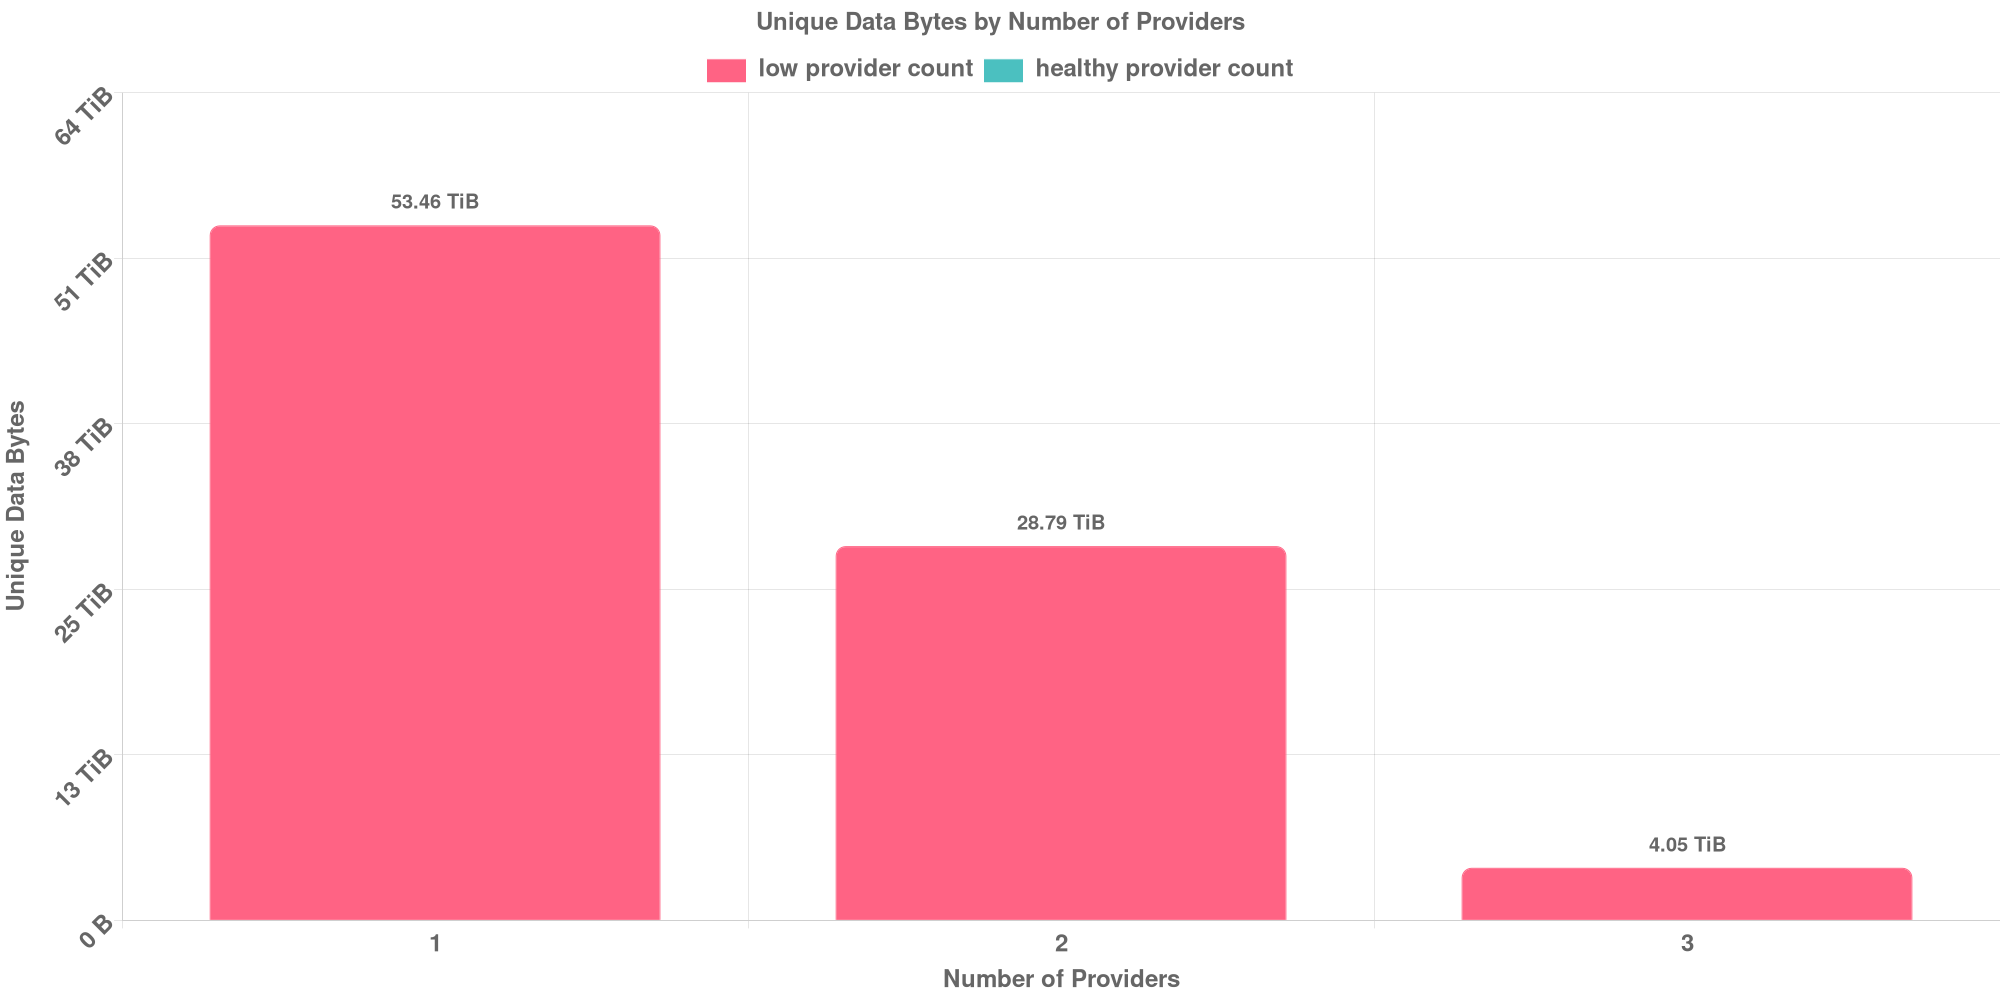 Unique Data Bytes by Number of Providers
low provider count healthy provider count
64 TiB
53.46 TiB
51 TiB
38 TiB
Unique Data Bytes
28.79 TiB
25 TiB
13 TiB
4.05 TiB
0 B
1 2 3
Number of Providers